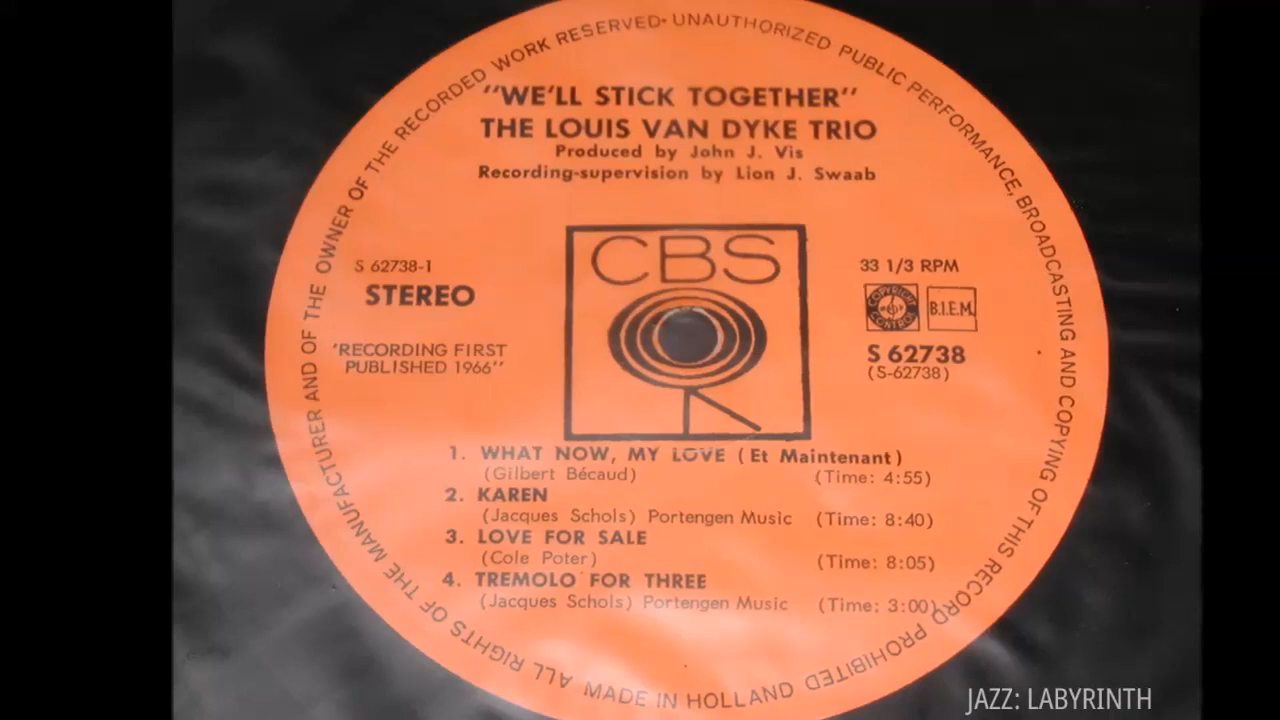 "WE'LL STICK TOGETHER"
THE LOUIS VAN DYKE TRIO
Produced by John J. Vis
Recording-supervision by Lion J. Swaab
CBS
S 62738-1
STEREO
'RECORDING FIRST
PUBLISHED 1966"
33 1/3 RPM
COPYRIGHT
CONTROL
B.I.E.M.
S 62738
(S-62738)
1. WHAT NOW, MY LOVE (Et Maintenant)
(Gilbert Bécaud) (Time: 4:55)
2. KAREN
(Jacques Schols) Portengen Music (Time: 8:40)
3. LOVE FOR SALE
(Cole Poter) (Time: 8:05)
4. TREMOLO FOR THREE
(Jacques Schols) Portengen Music (Time: 3:00)
ALL RIGHTS OF THE MANUFACTURER AND OF THE OWNER OF THE RECORDED WORK RESERVED· UNAUTHORIZED PUBLIC PERFORMANCE, BROADCASTING AND COPYING OF THIS RECORD PROHIBITED
MADE IN HOLLAND
JAZZ: LABYRINTH